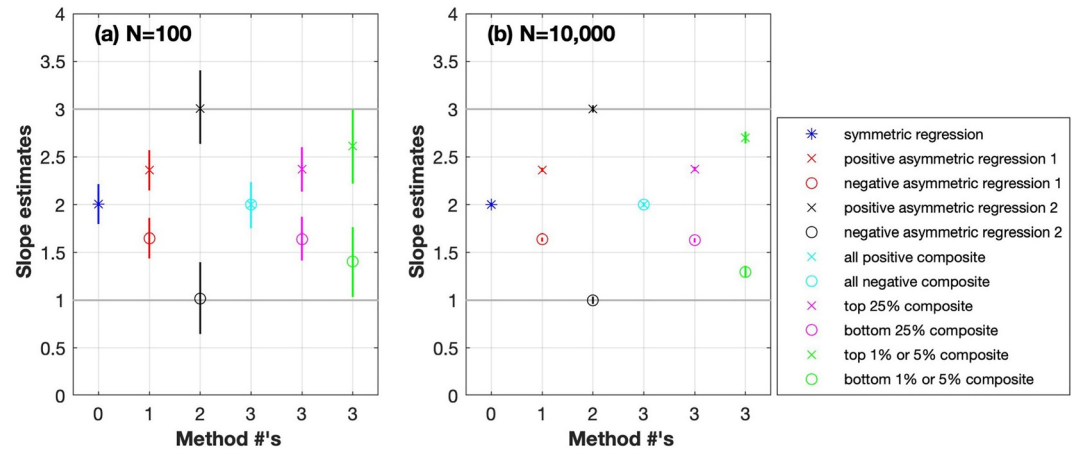 (a) N=100
4
3.5
3
2.5
2
1.5
1
0.5
0
Slope estimates
0 1 2 3 3 3
Method #'s
(b) N=10,000
4
3.5
3
2.5
2
1.5
1
0.5
0
Slope estimates
0 1 2 3 3 3
Method #'s
symmetric regression
positive asymmetric regression 1
negative asymmetric regression 1
positive asymmetric regression 2
negative asymmetric regression 2
all positive composite
all negative composite
top 25% composite
bottom 25% composite
top 1% or 5% composite
bottom 1% or 5% composite